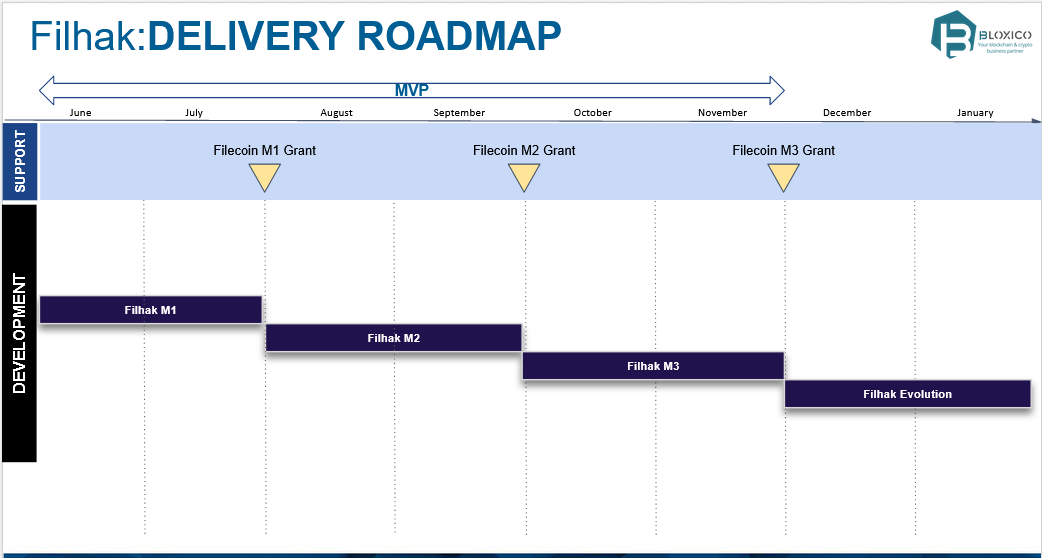 Filhak:DELIVERY ROADMAP
BLOXICO
Your blockchain & crypto
business partner
MVP
June July August September October November December January
SUPPORT
Filecoin M1 Grant Filecoin M2 Grant Filecoin M3 Grant
DEVELOPMENT
Filhak M1
Filhak M2
Filhak M3
Filhak Evolution